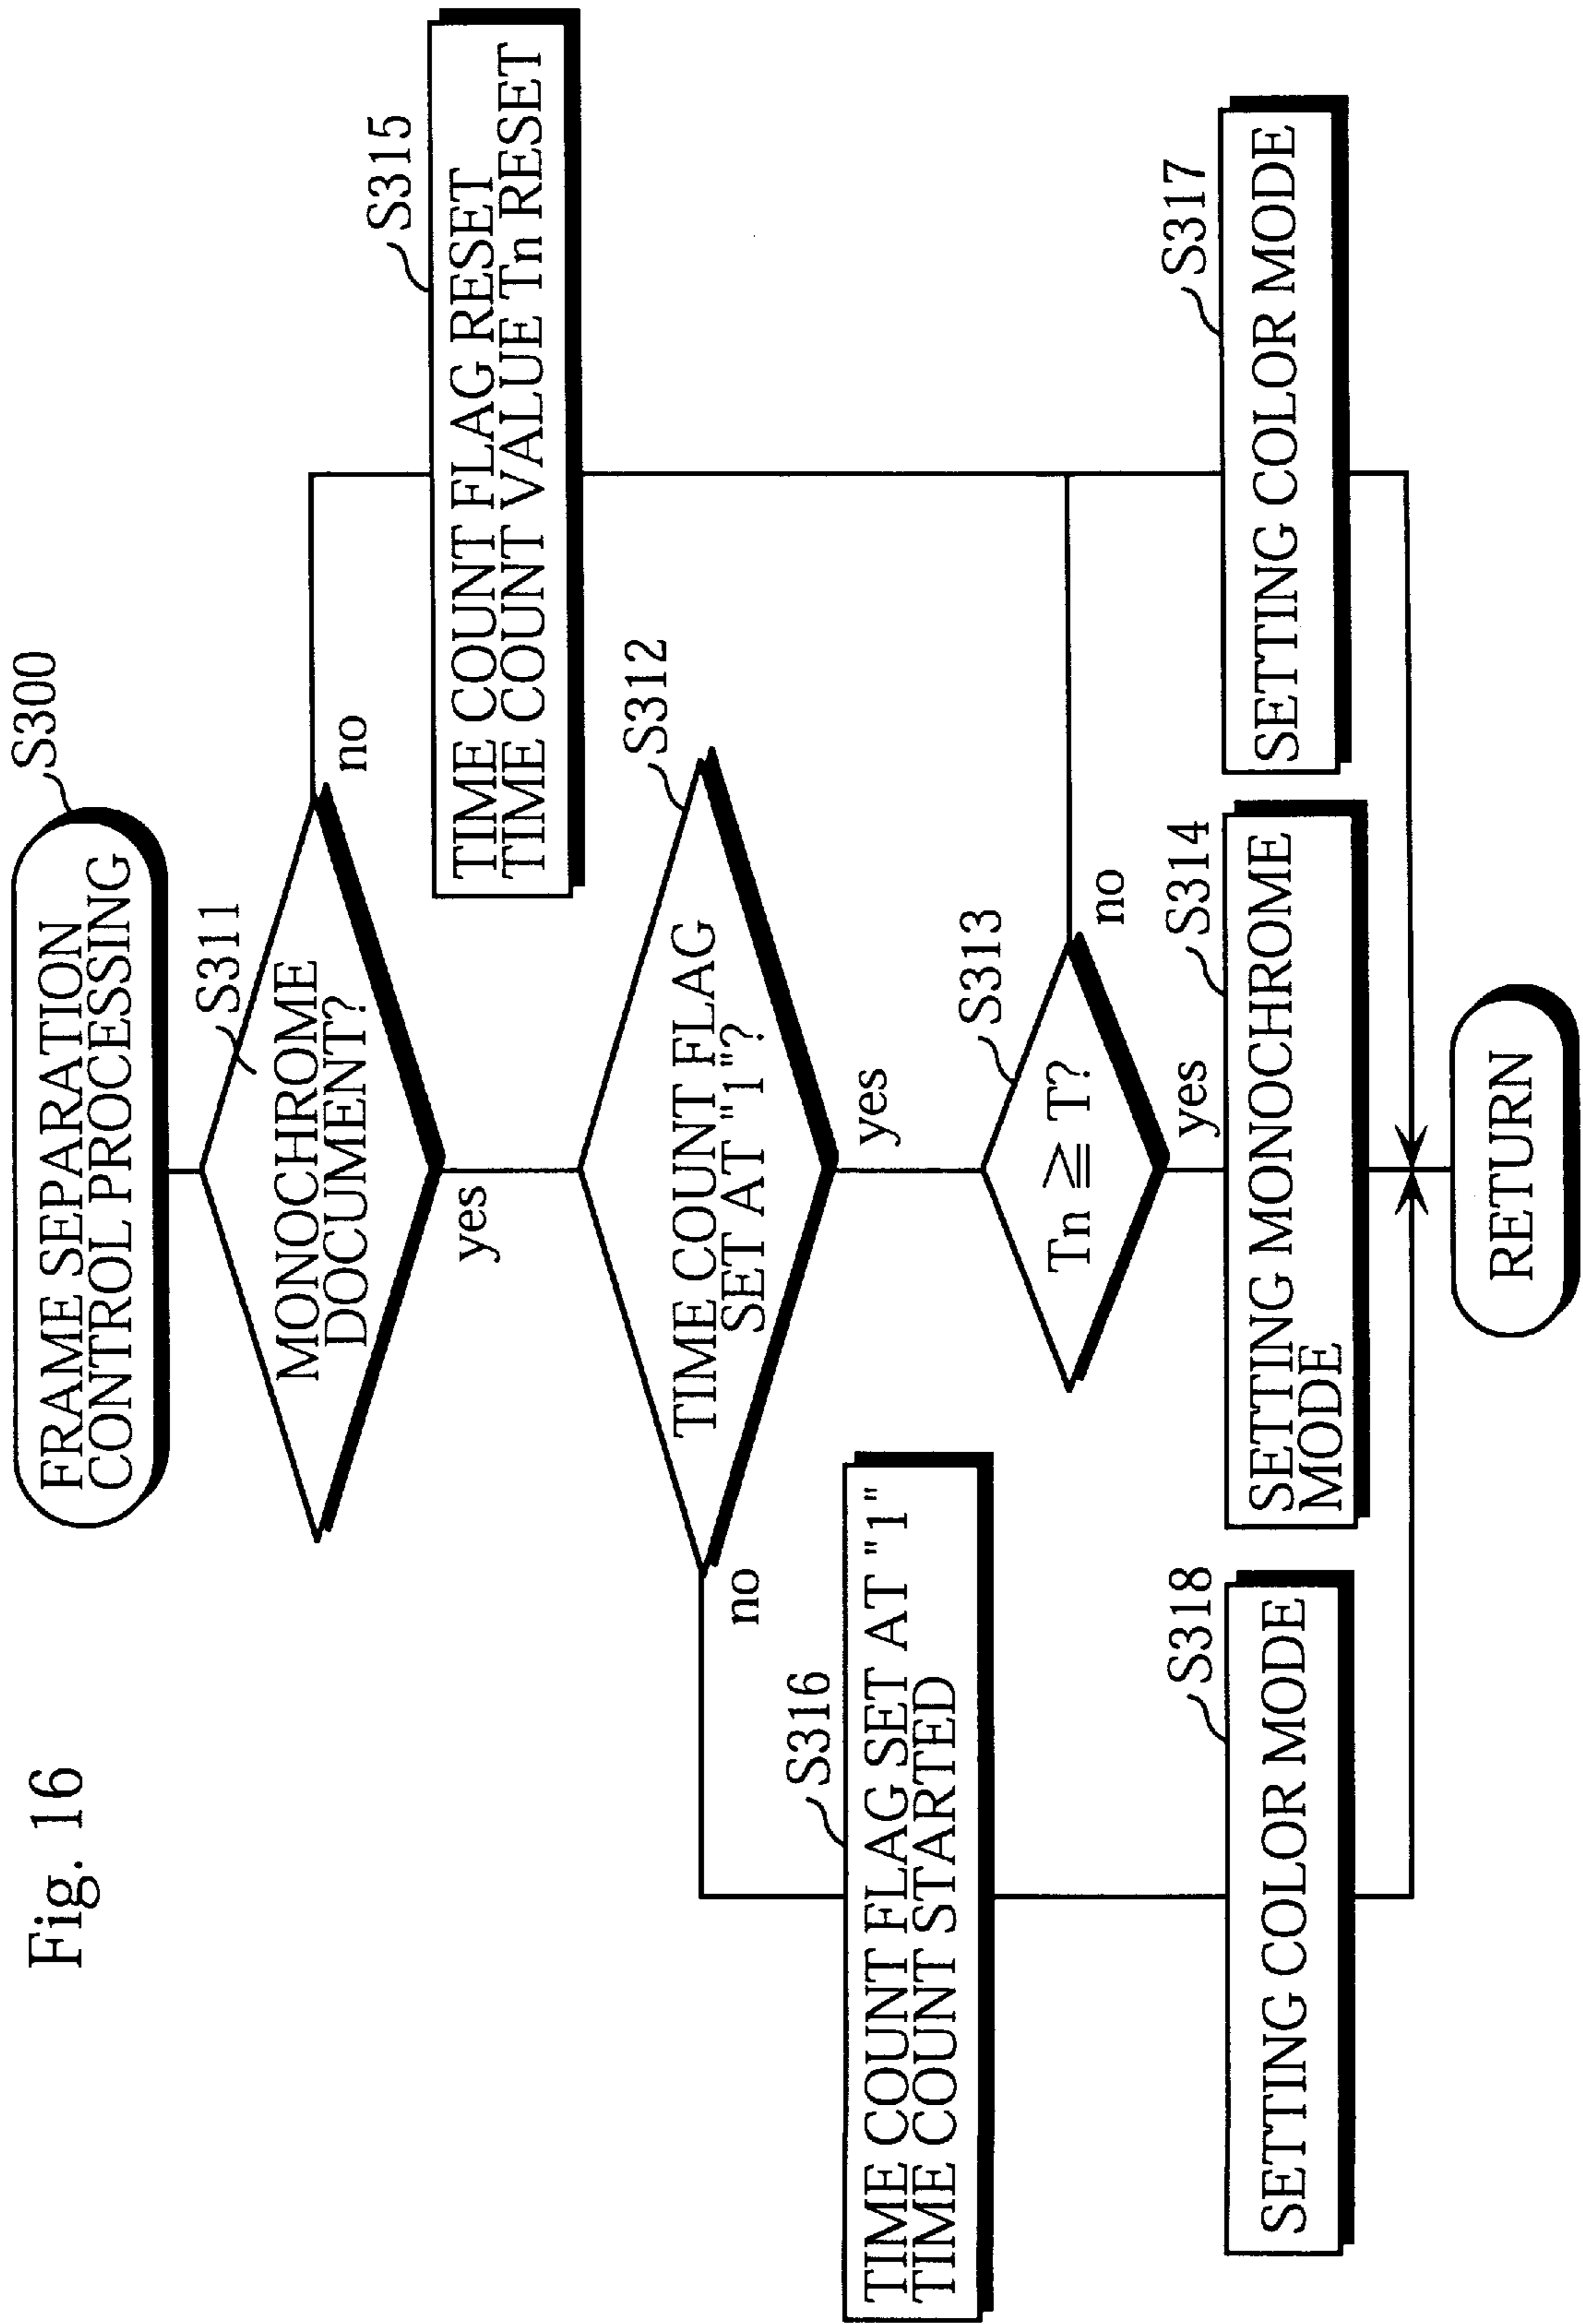 Fig. 16
FRAME SEPARATION
CONTROL PROCESSING
S300
S311
MONOCHROME
DOCUMENT?
no
yes
S315
TIME COUNT FLAG RESET
TIME COUNT VALUE Tn RESET
S312
TIME COUNT FLAG
SET AT "1"?
no
yes
S316
TIME COUNT FLAG SET AT "1"
TIME COUNT STARTED
S313
Tn ≧ T?
no
yes
S318
SETTING COLOR MODE
S314
SETTING MONOCHROME
MODE
S317
SETTING COLOR MODE
RETURN